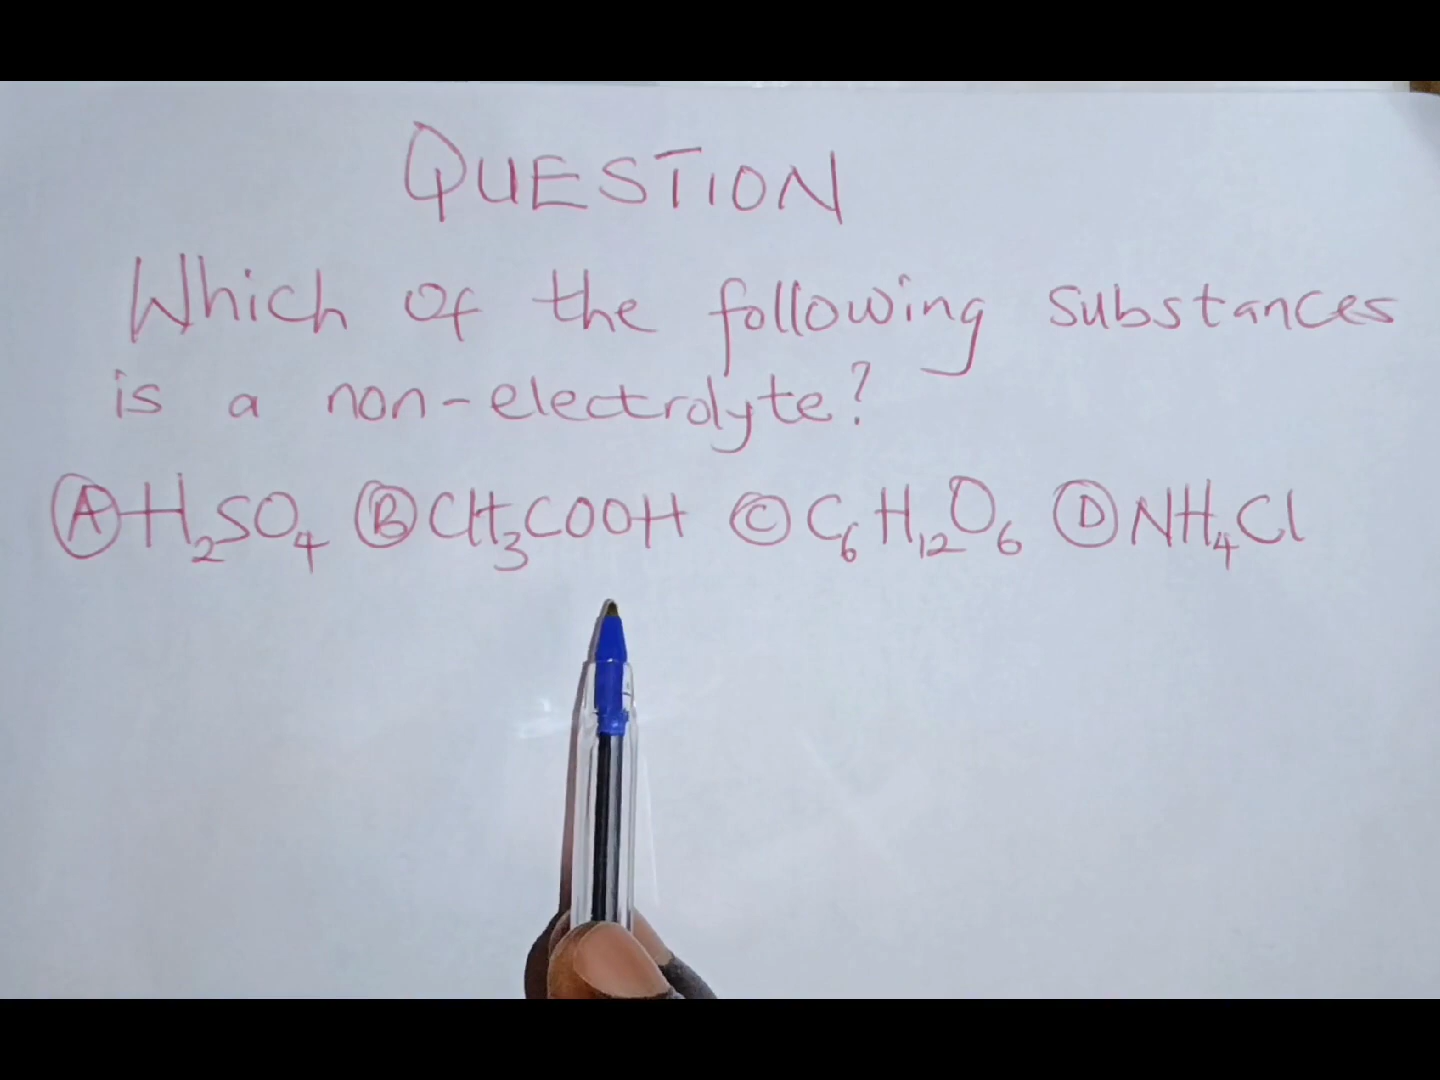 QUESTION
Which of the following substances
is a non-electrolyte?
Ⓐ H₂SO₄ Ⓑ CH₃COOH Ⓒ C₆H₁₂O₆ Ⓓ NH₄Cl